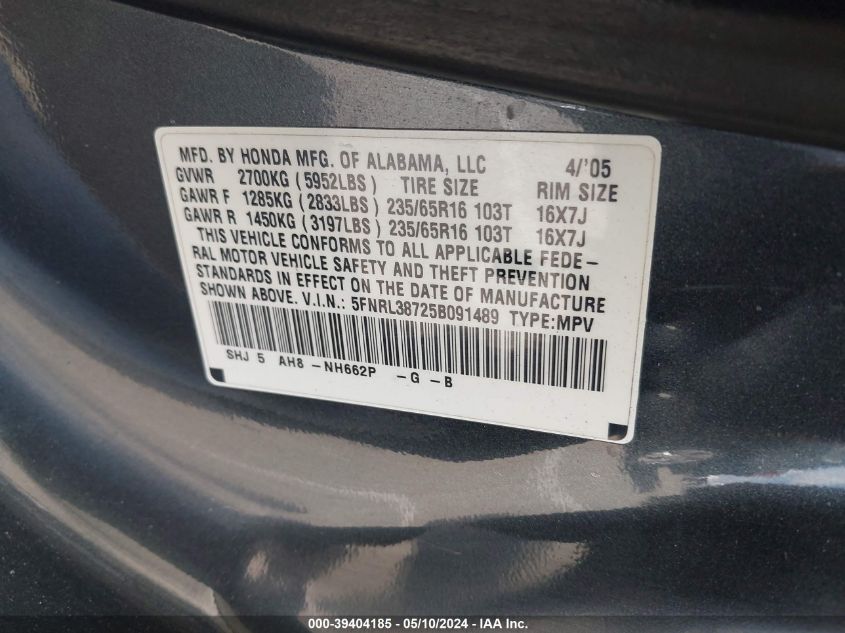 MFD. BY HONDA MFG. OF ALABAMA, LLC 4/'05
GVWR 2700KG ( 5952LBS ) TIRE SIZE RIM SIZE
GAWR F 1285KG ( 2833LBS ) 235/65R16 103T 16X7J
GAWR R 1450KG ( 3197LBS ) 235/65R16 103T 16X7J
THIS VEHICLE CONFORMS TO ALL APPLICABLE FEDE-
RAL MOTOR VEHICLE SAFETY AND THEFT PREVENTION
STANDARDS IN EFFECT ON THE DATE OF MANUFACTURE
SHOWN ABOVE. V.I.N.: 5FNRL38725B091489 TYPE:MPV
SHJ 5 AH8 -NH662P -G -B
000-39404185 - 05/10/2024 - IAA Inc.